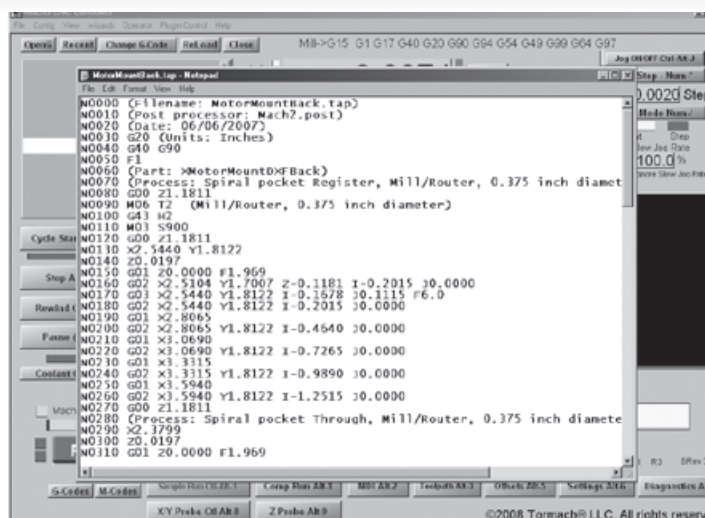 File Config View Wizards Operator PlugIn Control Help
OpenG Recent Change G-Code ReLoad Close
Mill->G15 G1 G17 G40 G20 G90 G94 G54 G49 G99 G64 G97
Jog ON/OFF Ctrl-Alt-J
MotorMountBack.tap - Notepad
File Edit Format View Help
N0000 (Filename: MotorMountBack.tap)
N0010 (Post processor: Mach2.post)
N0020 (Date: 06/06/2007)
N0030 G20 (Units: Inches)
N0040 G40 G90
N0050 F1
N0060 (Part: XMotorMountDXFBack)
N0070 (Process: Spiral pocket Register, Mill/Router, 0.375 inch diamet
N0080 G00 Z1.1811
N0090 M06 T2 (Mill/Router, 0.375 inch diameter)
N0100 G43 H2
N0110 M03 S900
N0120 G00 Z1.1811
N0130 X2.5440 Y1.8122
N0140 Z0.0197
N0150 G01 Z0.0000 F1.969
N0160 G02 X2.5104 Y1.7007 Z-0.1181 I-0.2015 J0.0000
N0170 G03 X2.5440 Y1.8122 I-0.1678 J0.1115 F6.0
N0180 G02 X2.5440 Y1.8122 I-0.2015 J0.0000
N0190 G01 X2.8065
N0200 G02 X2.8065 Y1.8122 I-0.4640 J0.0000
N0210 G01 X3.0690
N0220 G02 X3.0690 Y1.8122 I-0.7265 J0.0000
N0230 G01 X3.3315
N0240 G02 X3.3315 Y1.8122 I-0.9890 J0.0000
N0250 G01 X3.5940
N0260 G02 X3.5940 Y1.8122 I-1.2515 J0.0000
N0270 G00 Z1.1811
N0280 (Process: Spiral pocket Through, Mill/Router, 0.375 inch diamete
N0290 X2.3799
N0300 Z0.0197
N0310 G01 Z0.0000 F1.969
Step - Num
0.0020 Step
Mode Num
Step
Slow Jog Rate
100.0 %
Cycle Star
Stop A
Rewind C
Pause
Coolant
Mach
R3
G-Codes M-Codes
Comp Run Alt-1 MDI Alt-2 Toolpath Alt-3 Offsets Alt-5 Settings Alt-6 Diagnostics A
X/Y Probe Ctl Alt 8 Z Probe Alt 9
©2008 Tormach® LLC. All rights reserv